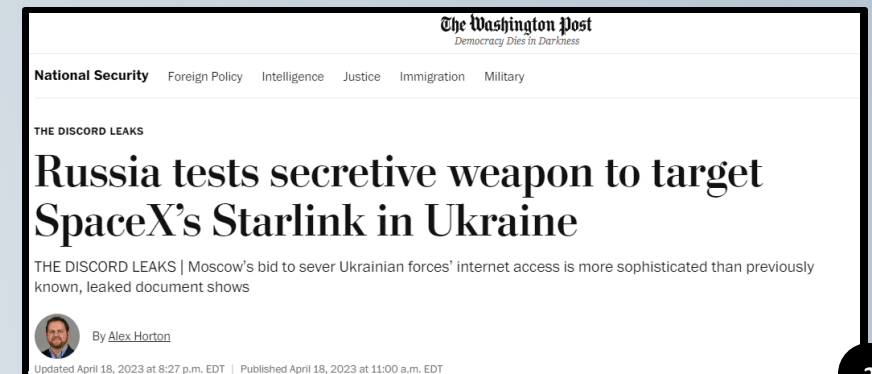 The Washington Post
Democracy Dies in Darkness
National Security Foreign Policy Intelligence Justice Immigration Military
THE DISCORD LEAKS
Russia tests secretive weapon to target
SpaceX’s Starlink in Ukraine
THE DISCORD LEAKS | Moscow’s bid to sever Ukrainian forces’ internet access is more sophisticated than previously
known, leaked document shows
By Alex Horton
Updated April 18, 2023 at 8:27 p.m. EDT | Published April 18, 2023 at 11:00 a.m. EDT